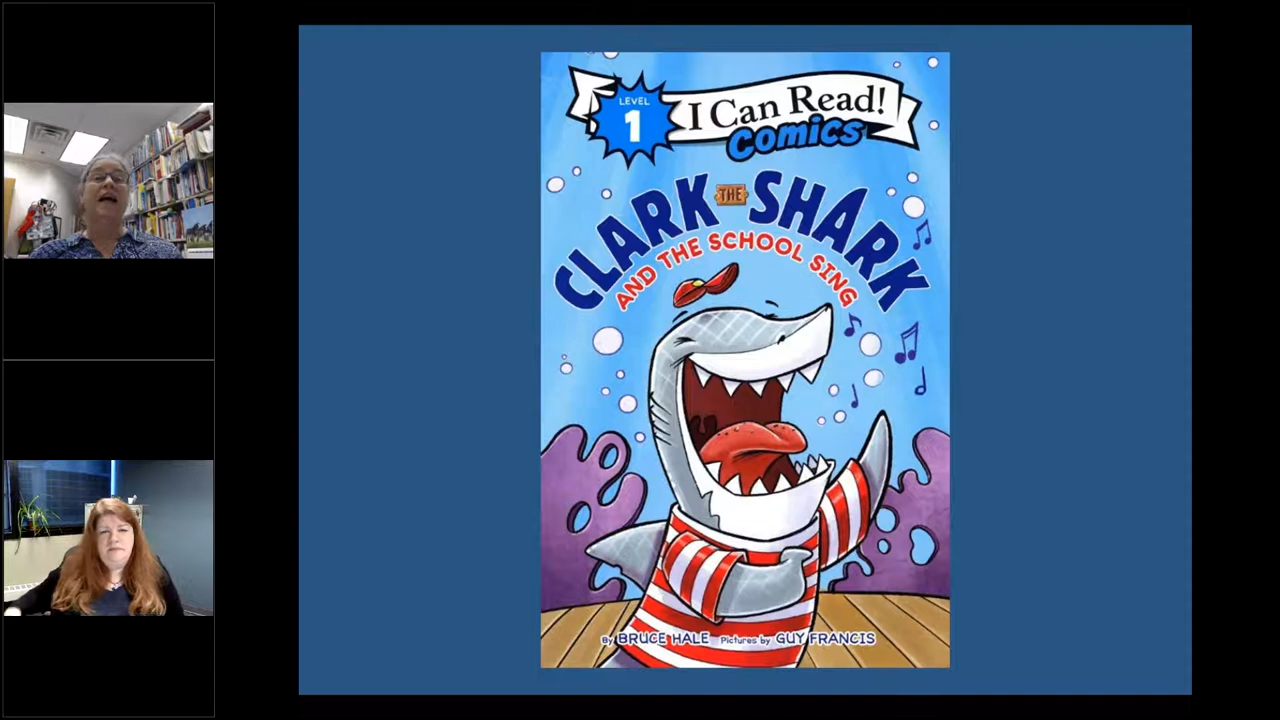 LEVEL
1
I Can Read!
Comics
CLARK THE SHARK
AND THE SCHOOL SING
By BRUCE HALE Pictures by GUY FRANCIS